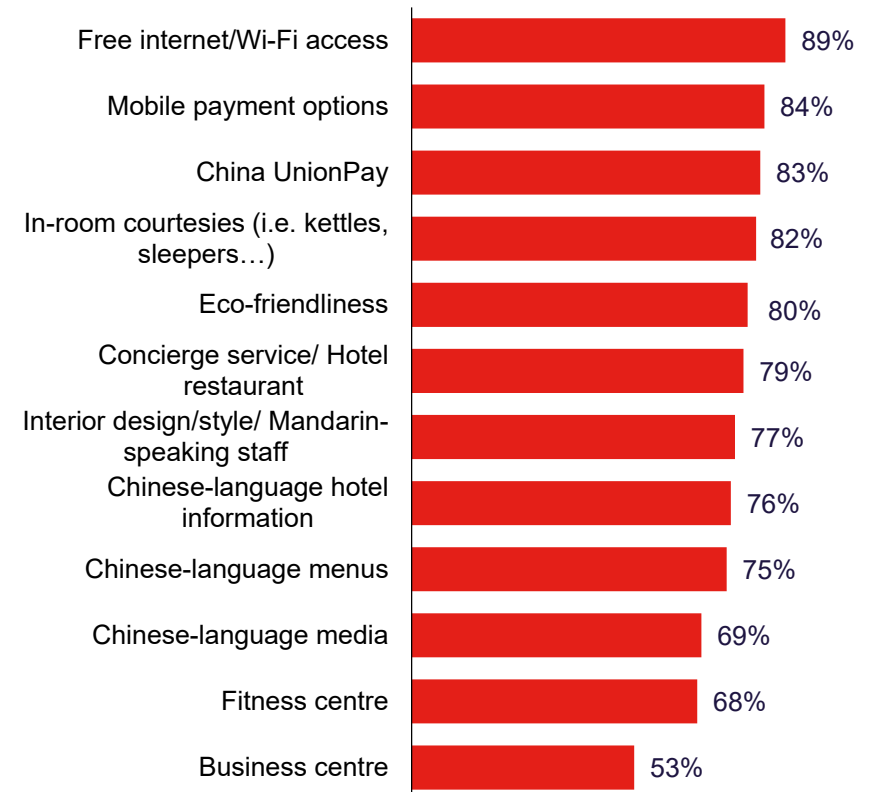 Free internet/Wi-Fi access 89%
Mobile payment options 84%
China UnionPay 83%
In-room courtesies (i.e. kettles,
sleepers…) 82%
Eco-friendliness 80%
Concierge service/ Hotel
restaurant 79%
Interior design/style/ Mandarin-
speaking staff 77%
Chinese-language hotel
information 76%
Chinese-language menus 75%
Chinese-language media 69%
Fitness centre 68%
Business centre 53%